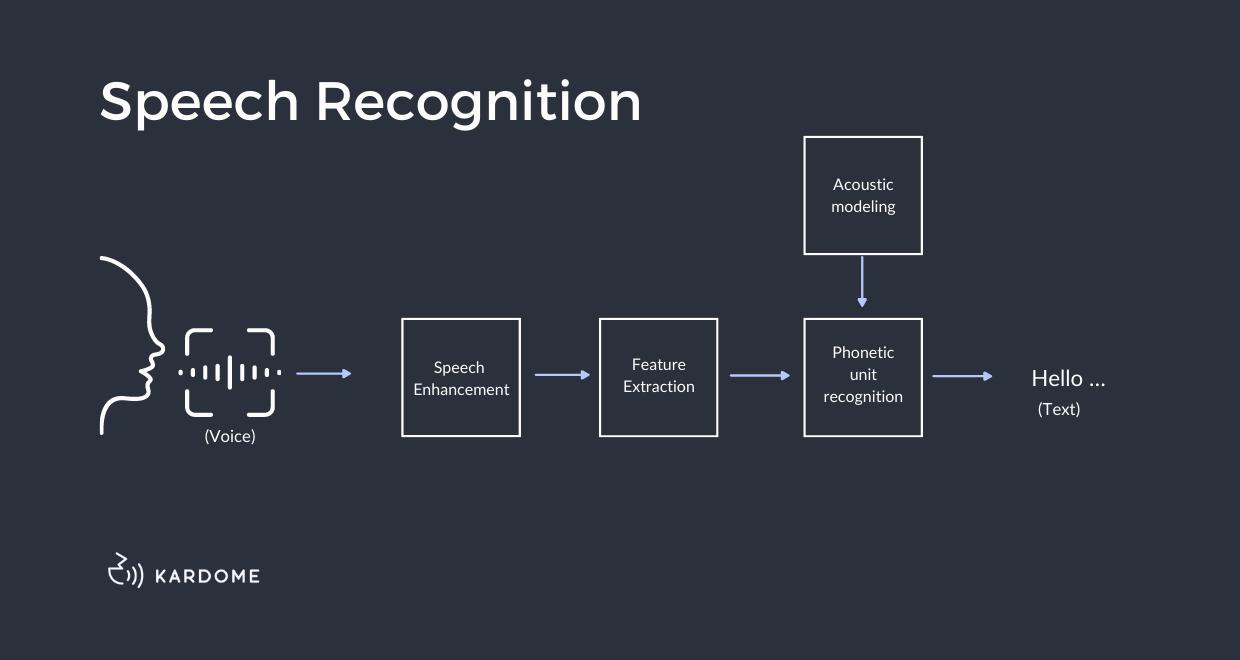 Speech Recognition
Acoustic
modeling
(Voice)
Speech
Enhancement
Feature
Extraction
Phonetic
unit
recognition
Hello ...
(Text)
KARDOME